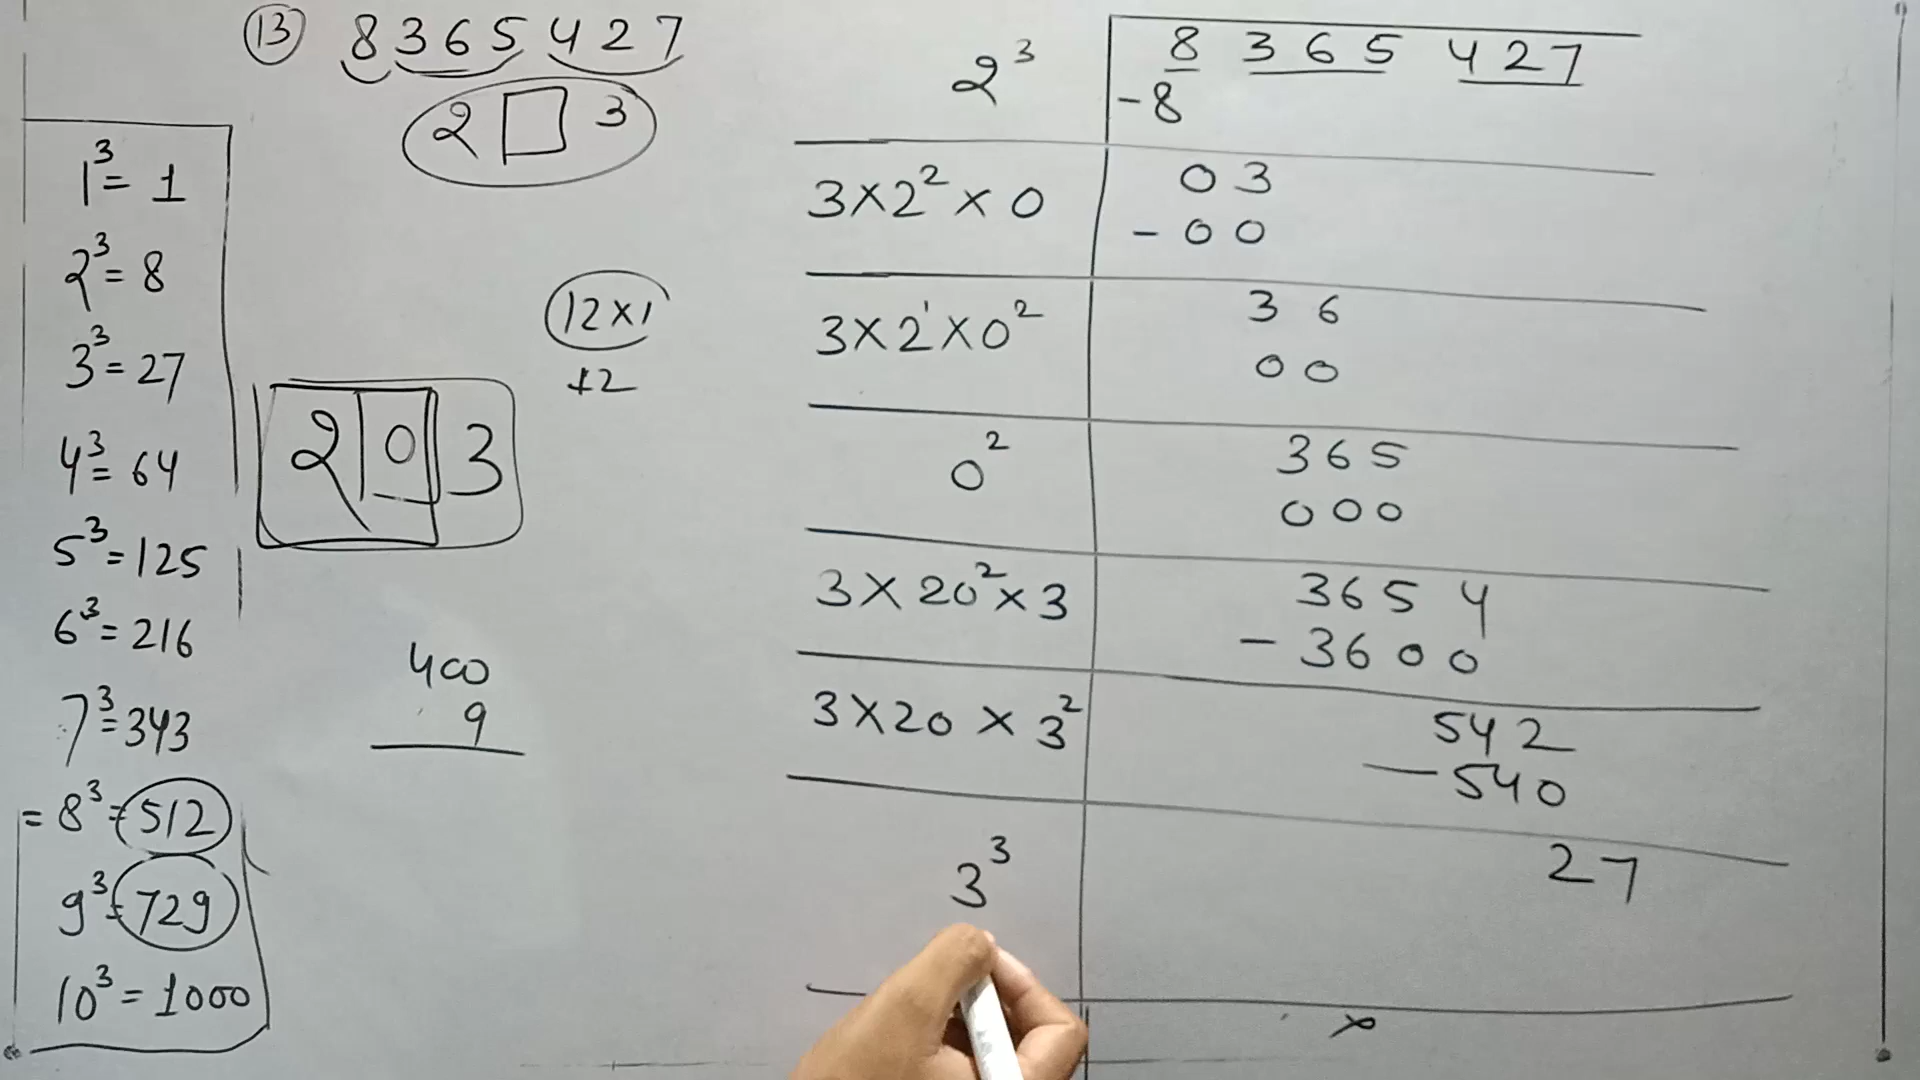 13 8365427
2 □ 3
1³ = 1
2³ = 8
3³ = 27
4³ = 64
5³ = 125
6³ = 216
7³ = 343
= 8³ = 512
9³ = 729
10³ = 1000
12×1
12
2 0 3
400
9
2³ 8 365 427
-8
3×2²×0 03
-00
3×2¹×0² 36
00
0² 365
000
3×20²×3 3654
-3600
3×20×3² 542
-540
3³ 27
×